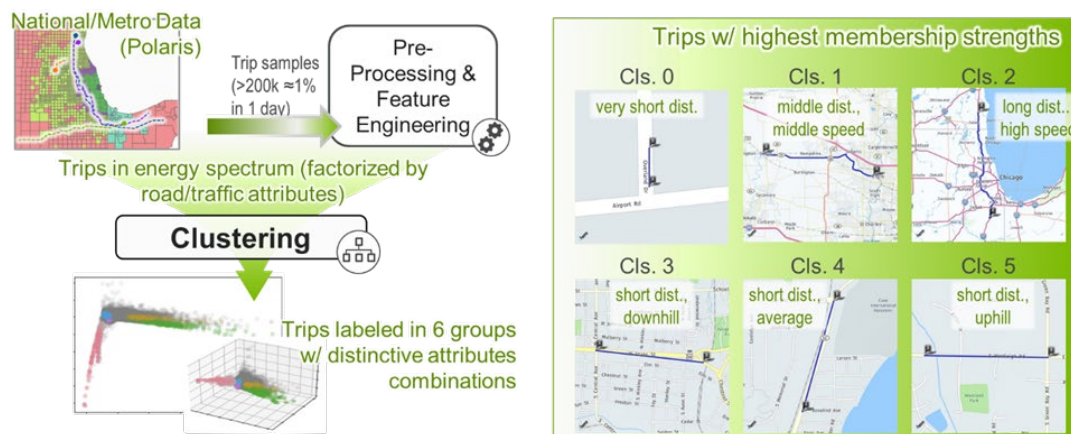 National/Metro Data
(Polaris)
Trip samples
(>200k ≈1%
in 1 day)
Pre-
Processing &
Feature
Engineering
Trips in energy spectrum (factorized by
road/traffic attributes)
Clustering
Trips labeled in 6 groups
w/ distinctive attributes
combinations
Trips w/ highest membership strengths
Cls. 0
very short dist.
Airport Rd
Cls. 1
middle dist.,
middle speed
Cls. 2
long dist.,
high speed
Chicago
Cls. 3
short dist.,
downhill
Cls. 4
short dist.,
average
Cls. 5
short dist.,
uphill